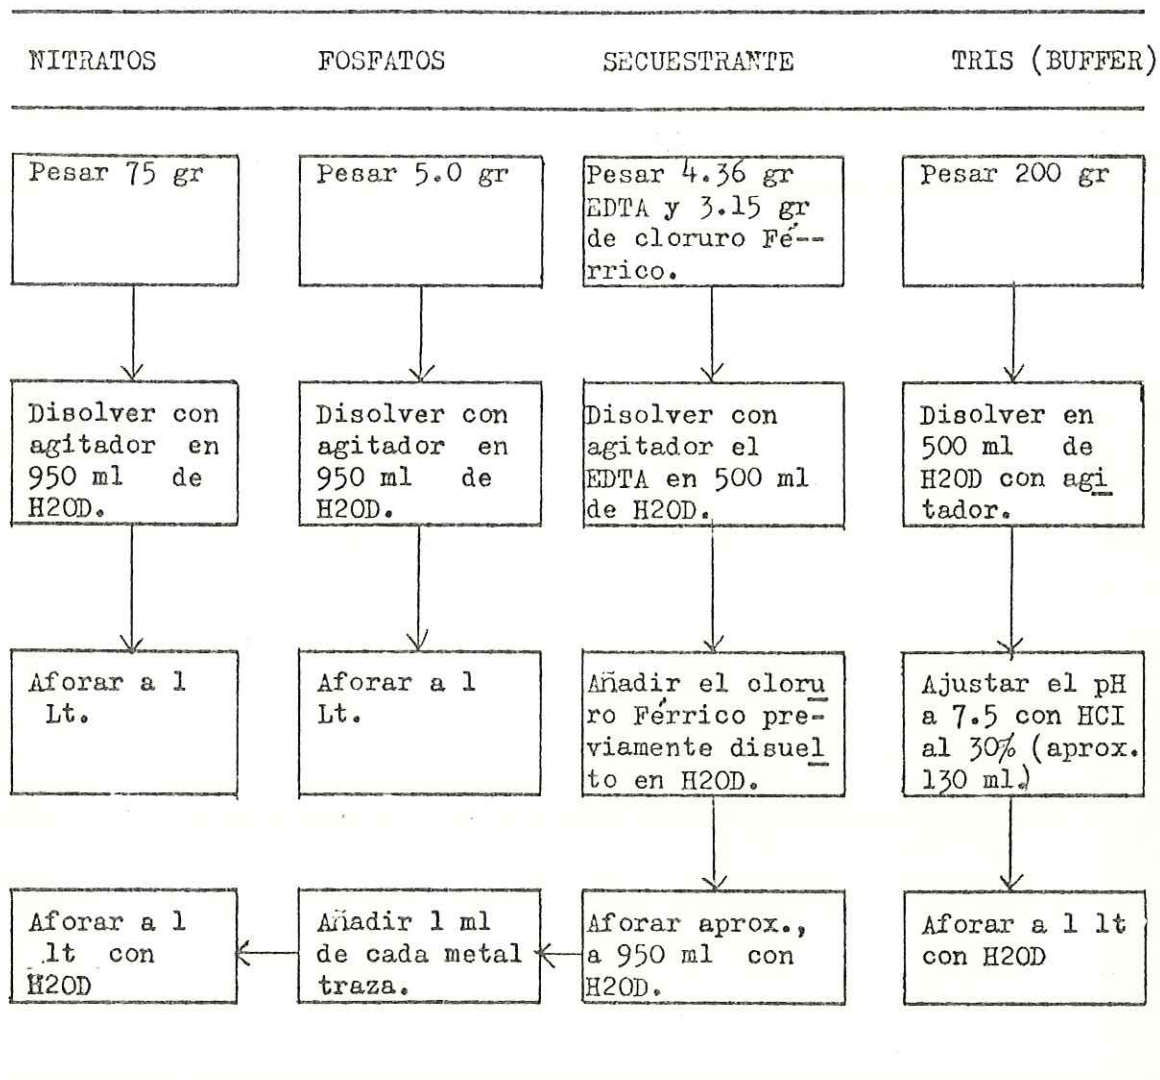 NITRATOS FOSFATOS SECUESTRANTE TRIS (BUFFER)
Pesar 75 gr
Pesar 5.0 gr
Pesar 4.36 gr
EDTA y 3.15 gr
de cloruro Fé--
rrico.
Pesar 200 gr
Disolver con
agitador en
950 ml de
H2OD.
Disolver con
agitador en
950 ml de
H2OD.
Disolver con
agitador el
EDTA en 500 ml
de H2OD.
Disolver en
500 ml de
H2OD con agi
tador.
Aforar a 1
Lt.
Aforar a 1
Lt.
Añadir el cloru
ro Férrico pre-
viamente disuel
to en H2OD.
Ajustar el pH
a 7.5 con HCI
al 30% (aprox.
130 ml.)
Aforar a 1
lt con
H2OD
Añadir 1 ml
de cada metal
traza.
Aforar aprox.,
a 950 ml con
H2OD.
Aforar a 1 lt
con H2OD